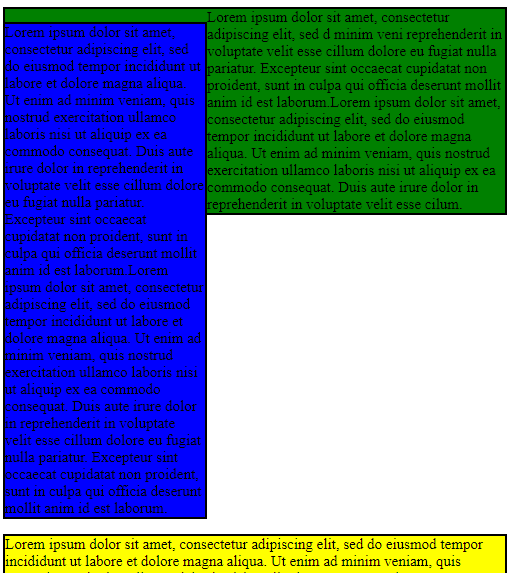 Lorem ipsum dolor sit amet,
consectetur adipiscing elit, sed
do eiusmod tempor incididunt ut
labore et dolore magna aliqua.
Ut enim ad minim veniam, quis
nostrud exercitation ullamco
laboris nisi ut aliquip ex ea
commodo consequat. Duis aute
irure dolor in reprehenderit in
voluptate velit esse cillum dolore
eu fugiat nulla pariatur.
Excepteur sint occaecat
cupidatat non proident, sunt in
culpa qui officia deserunt mollit
anim id est laborum.Lorem
ipsum dolor sit amet, consectetur
adipiscing elit, sed do eiusmod
tempor incididunt ut labore et
dolore magna aliqua. Ut enim ad
minim veniam, quis nostrud
exercitation ullamco laboris nisi
ut aliquip ex ea commodo
consequat. Duis aute irure dolor
in reprehenderit in voluptate
velit esse cillum dolore eu fugiat
nulla pariatur. Excepteur sint
occaecat cupidatat non proident,
sunt in culpa qui officia deserunt
mollit anim id est laborum.
Lorem ipsum dolor sit amet, consectetur
adipiscing elit, sed d minim veni reprehenderit in
voluptate velit esse cillum dolore eu fugiat nulla
pariatur. Excepteur sint occaecat cupidatat non
proident, sunt in culpa qui officia deserunt mollit
anim id est laborum.Lorem ipsum dolor sit amet,
consectetur adipiscing elit, sed do eiusmod
tempor incididunt ut labore et dolore magna
aliqua. Ut enim ad minim veniam, quis nostrud
exercitation ullamco laboris nisi ut aliquip ex ea
commodo consequat. Duis aute irure dolor in
reprehenderit in voluptate velit esse cilum.
Lorem ipsum dolor sit amet, consectetur adipiscing elit, sed do eiusmod tempor
incididunt ut labore et dolore magna aliqua. Ut enim ad minim veniam, quis